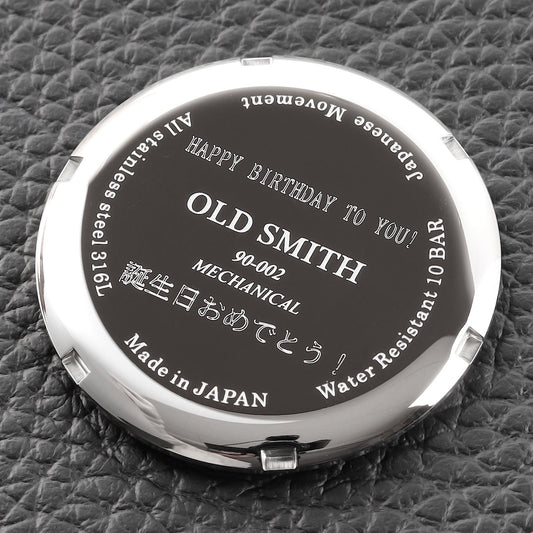 HAPPY BIRTHDAY TO YOU!
OLD SMITH
90-002
MECHANICAL
誕生日おめでとう！
Japanese Movement
Water Resistant 10 BAR
Made in JAPAN
All stainless steel 316L